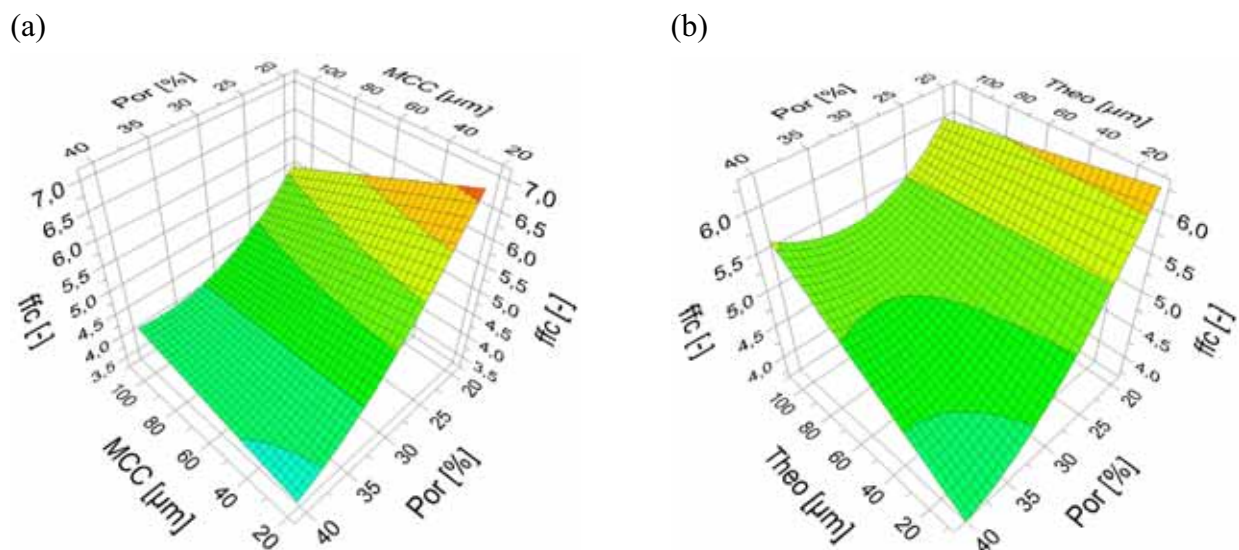 (a)
(b)
Por [%]
40 35 30 25 20
MCC [µm]
100 80 60 40 20
7,0 6,5 6,0 5,5 5,0 4,5 4,0 3,5
ffc [-]
7,0 6,5 6,0 5,5 5,0 4,5 4,0 3,5
ffc [-]
100 80 60 40 20
MCC [µm]
20 25 30 35 40
Por [%]
Por [%]
40 35 30 25 20
Theo [µm]
100 80 60 40 20
6,0 5,5 5,0 4,5 4,0
ffc [-]
6,0 5,5 5,0 4,5 4,0
ffc [-]
100 80 60 40 20
Theo [µm]
20 25 30 35 40
Por [%]